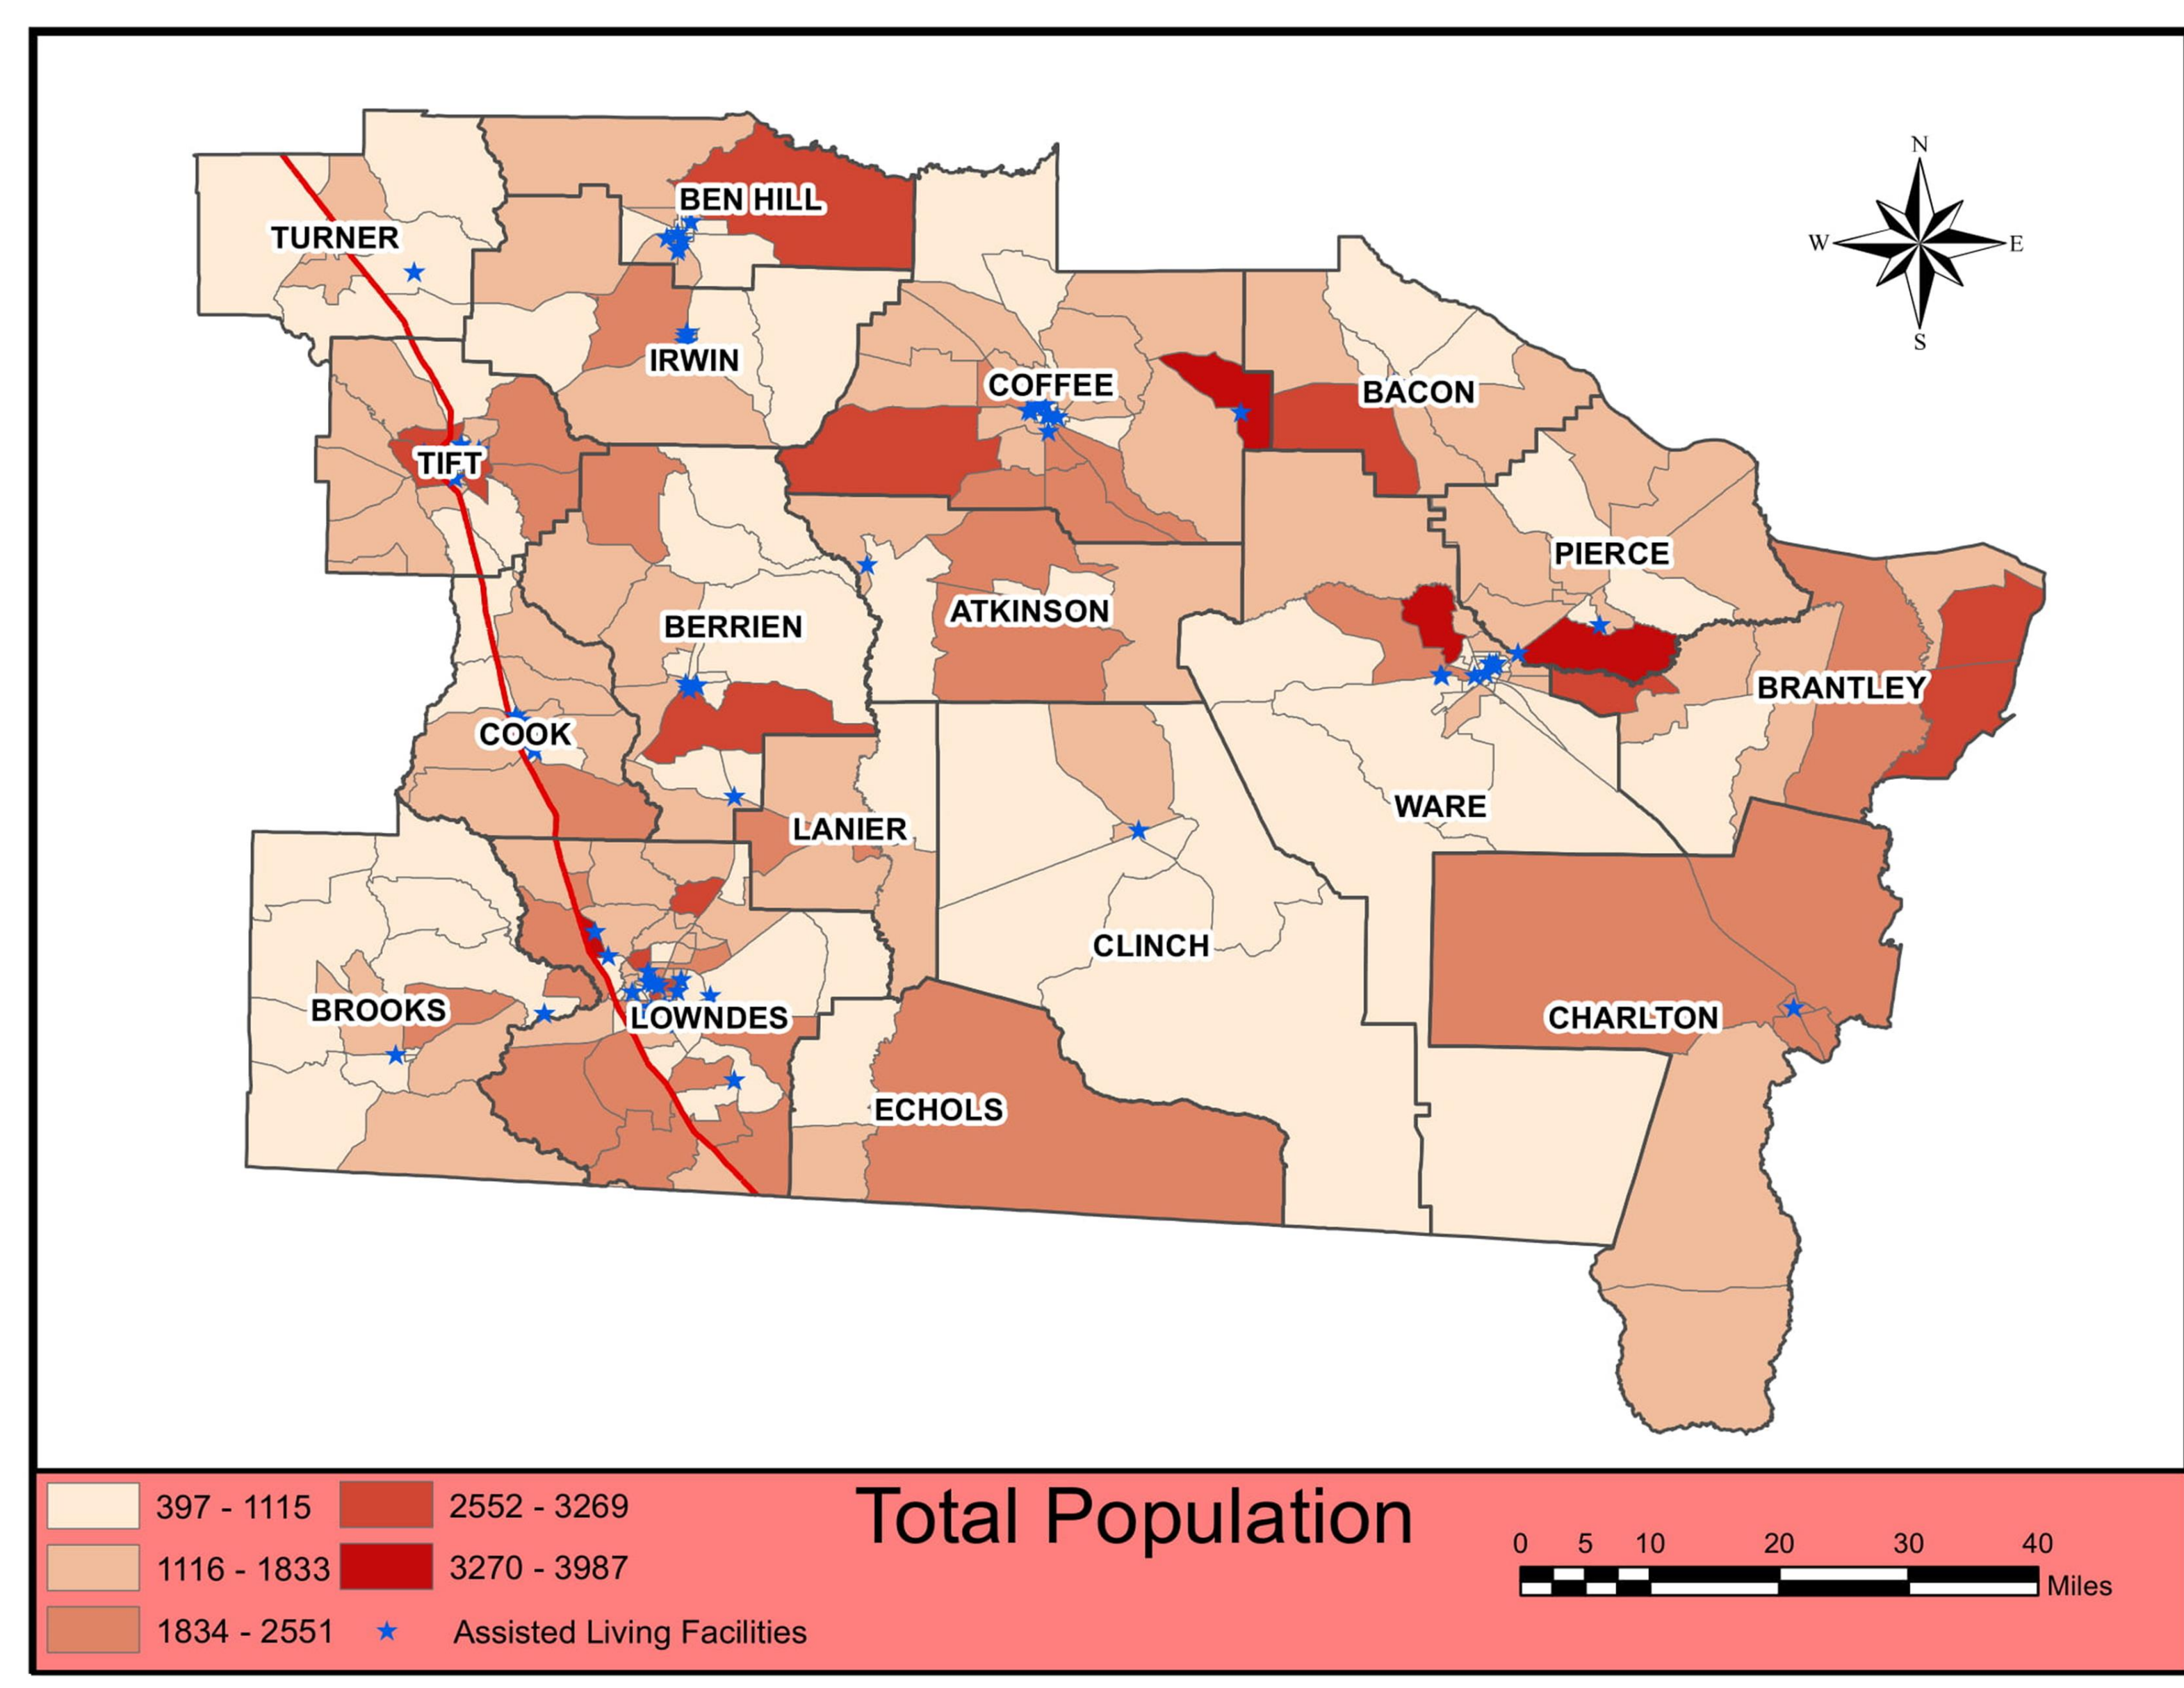 N
W E
S
BEN HILL
TURNER
IRWIN
COFFEE
BACON
TIFT
PIERCE
ATKINSON
BERRIEN
BRANTLEY
COOK
WARE
LANIER
CLINCH
BROOKS
LOWNDES
CHARLTON
ECHOLS
397 - 1115
1116 - 1833
1834 - 2551
2552 - 3269
3270 - 3987
Assisted Living Facilities
Total Population
0 5 10 20 30 40
Miles